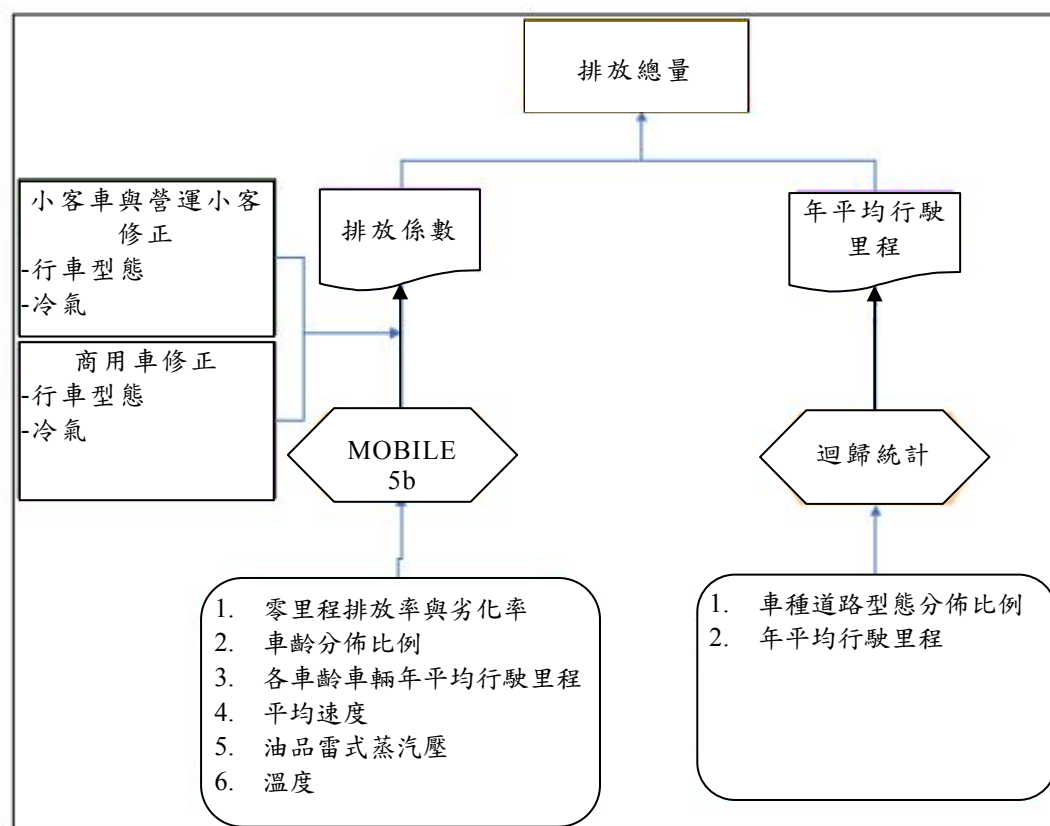 排放總量
小客車與營運小客
修正
-行車型態
-冷氣
排放係數
年平均行駛
里程
商用車修正
-行車型態
-冷氣
MOBILE
5b
迴歸統計
1. 零里程排放率與劣化率
2. 車齡分佈比例
3. 各車齡車輛年平均行駛里程
4. 平均速度
5. 油品雷式蒸汽壓
6. 溫度
1. 車種道路型態分佈比例
2. 年平均行駛里程